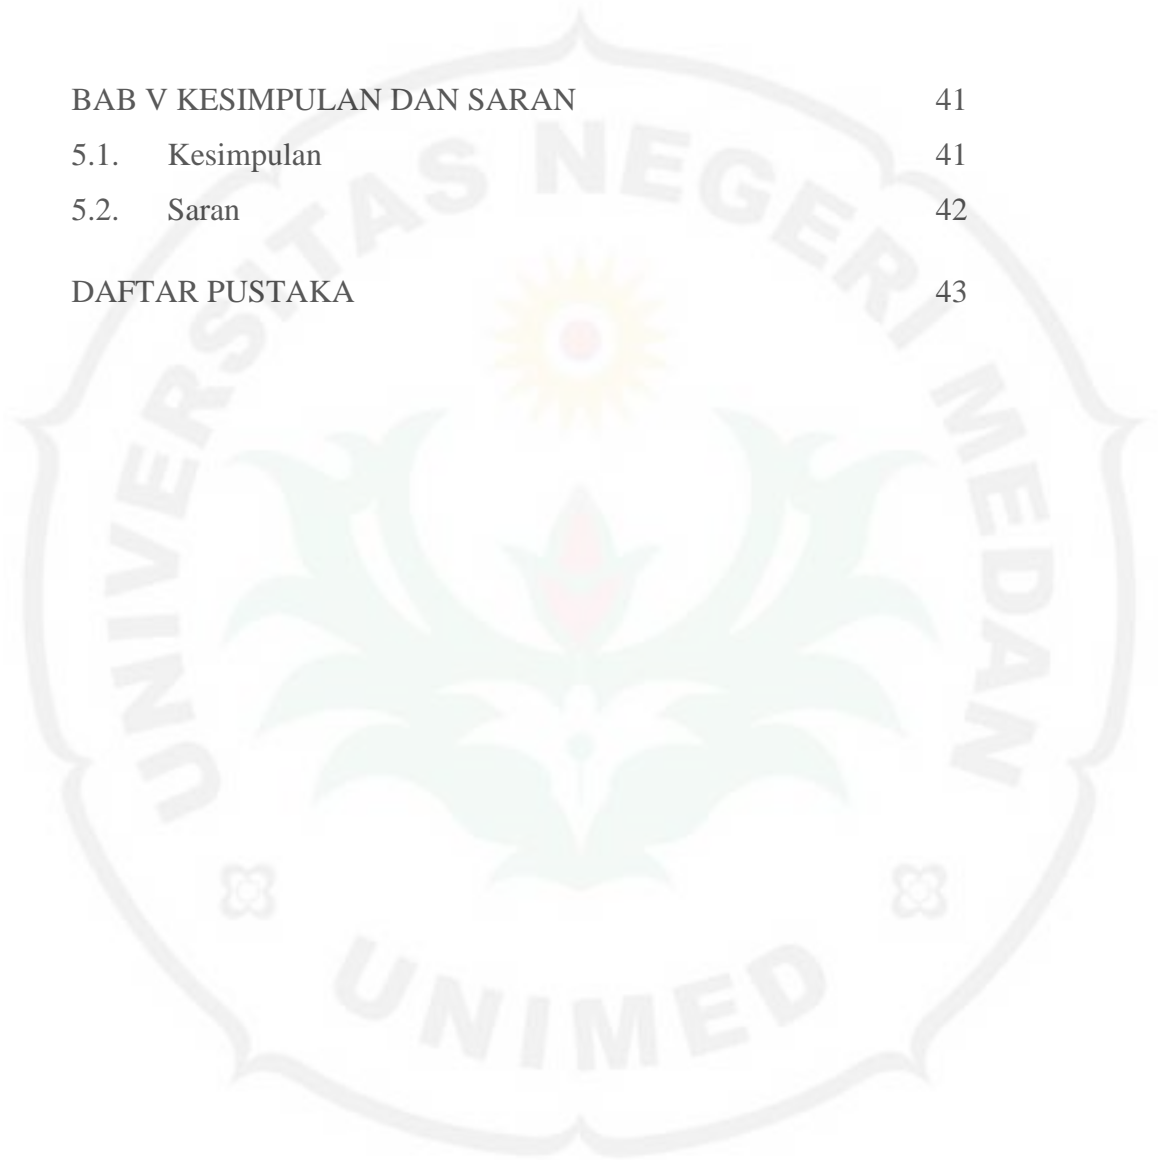 BAB V KESIMPULAN DAN SARAN 41
5.1. Kesimpulan 41
5.2. Saran 42
DAFTAR PUSTAKA 43
UNIVERSITAS NEGERI MEDAN
UNIMED